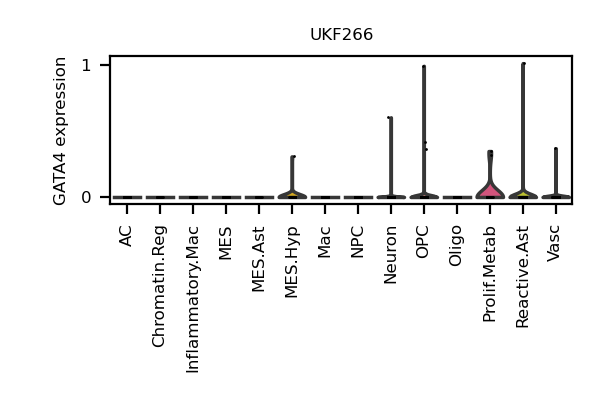 UKF266
GATA4 expression
1
0
AC
Chromatin.Reg
Inflammatory.Mac
MES
MES.Ast
MES.Hyp
Mac
NPC
Neuron
OPC
Oligo
Prolif.Metab
Reactive.Ast
Vasc